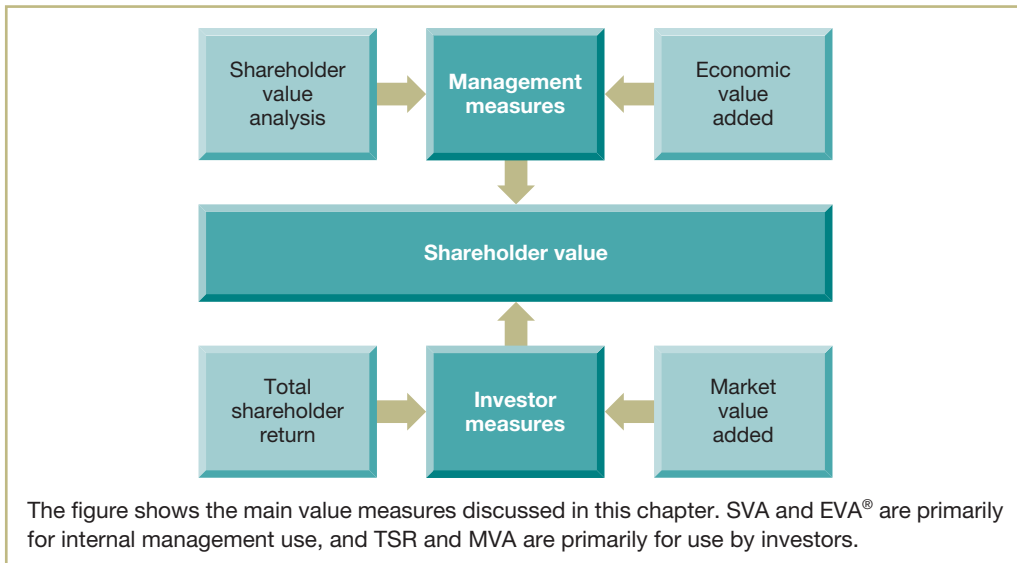 Shareholder
value
analysis
Management
measures
Economic
value
added
Shareholder value
Total
shareholder
return
Investor
measures
Market
value
added
The figure shows the main value measures discussed in this chapter. SVA and EVA® are primarily
for internal management use, and TSR and MVA are primarily for use by investors.